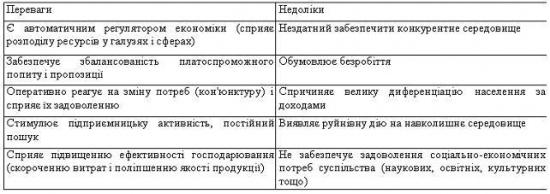 Переваги
Недоліки
Є автоматичним регулятором економіки (сприяє
розподілу ресурсів у галузях і сферах)
Нездатний забезпечити конкурентне середовище
Забезпечує збалансованість платоспроможного
попиту і пропозиції
Обумовлює безробіття
Оперативно реагує на зміну потреб (кон'юнктуру) і
сприяє їх задоволенню
Спричиняє велику диференціацію населення за
доходами
Стимулює підприємницьку активність, постійний
пошук
Виявляє руйнівну дію на навколишнє середовище
Сприяє підвищенню ефективності господарювання
(скороченню витрат і поліпшенню якості продукції)
Не забезпечує задоволення соціально-економічних
потреб суспільства (наукових, освітніх, культурних
тощо)